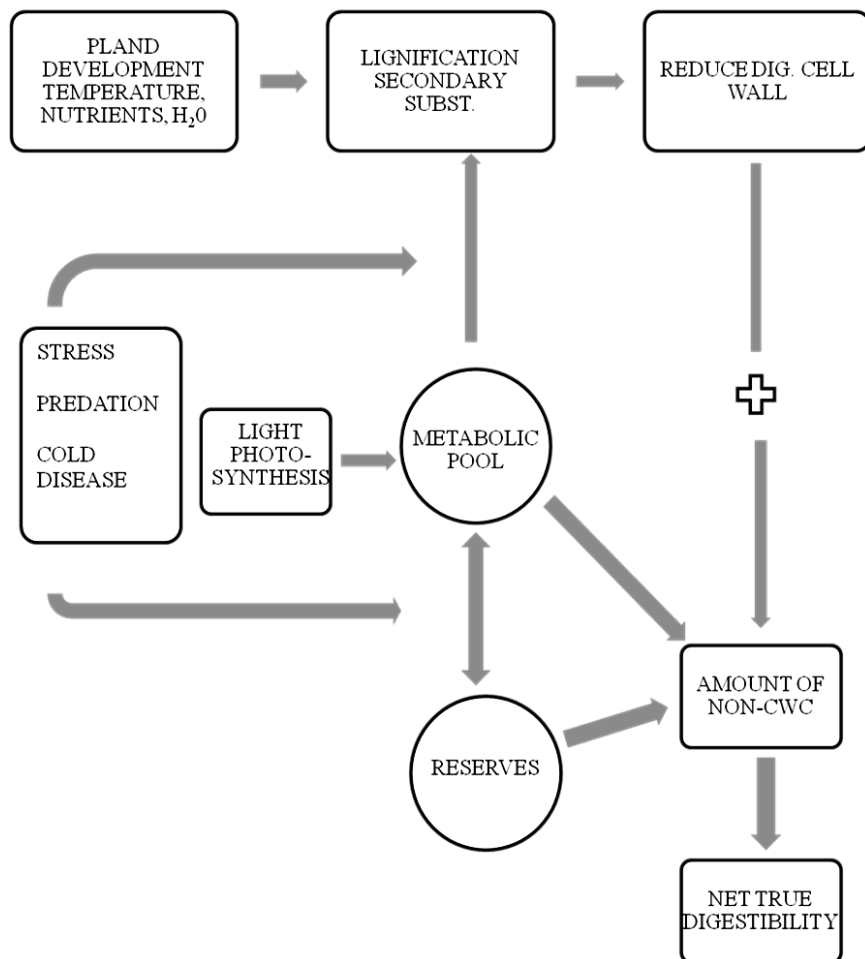 PLAND
DEVELOPMENT
TEMPERATURE,
NUTRIENTS, H₂0
LIGNIFICATION
SECONDARY
SUBST.
REDUCE DIG. CELL
WALL
STRESS
PREDATION
COLD
DISEASE
LIGHT
PHOTO-
SYNTHESIS
METABOLIC
POOL
RESERVES
AMOUNT OF
NON-CWC
NET TRUE
DIGESTIBILITY